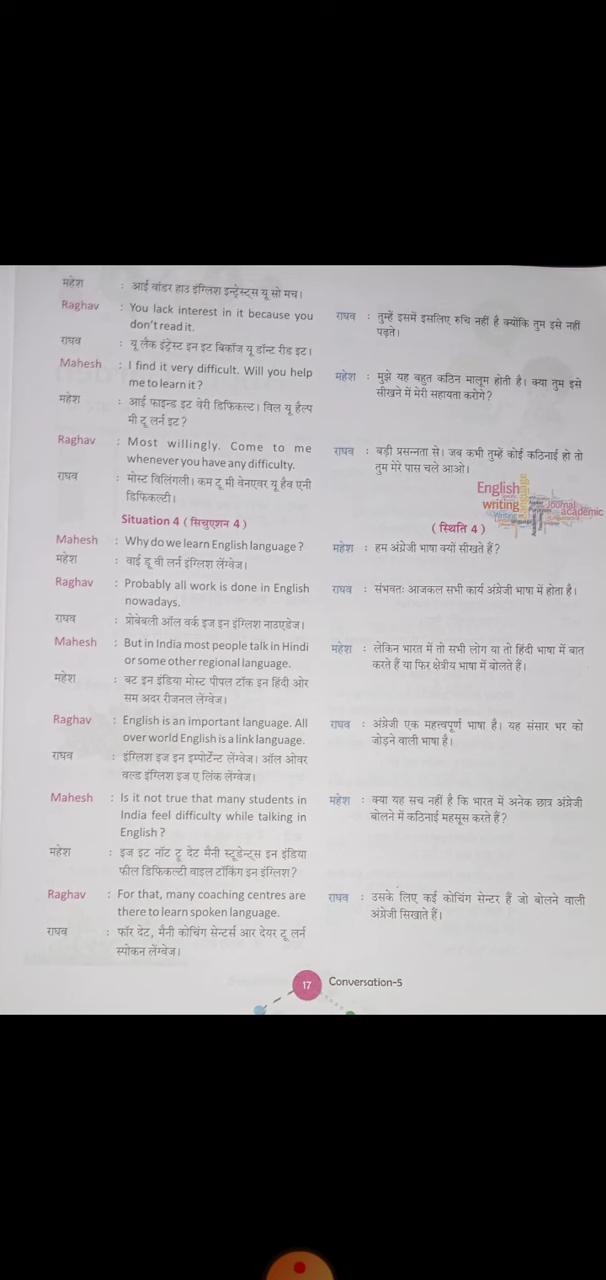 महेश : आई वांडर हाउ इंग्लिश इन्ट्रेस्ट्स यू सो मच।
Raghav : You lack interest in it because you
don't read it.
राघव : यू लैक इंट्रेस्ट इन इट बिकॉज यू डॉन्ट रीड इट।
Mahesh : I find it very difficult. Will you help
me to learn it ?
महेश : आई फाइन्ड इट वेरी डिफिकल्ट। विल यू हैल्प
मी टू लर्न इट?
Raghav : Most willingly. Come to me
whenever you have any difficulty.
राघव : मोस्ट विलिंगली। कम टू मी वेनएवर यू हैव एनी
डिफिकल्टी।
राघव : तुम्हें इसमें इसलिए रुचि नहीं है क्योंकि तुम इसे नहीं
पढ़ते।
महेश : मुझे यह बहुत कठिन मालूम होती है। क्या तुम इसे
सीखने में मेरी सहायता करोगे?
राघव : बड़ी प्रसन्नता से। जब कभी तुम्हें कोई कठिनाई हो तो
तुम मेरे पास चले आओ।
English
writing
Journal
academic
Writing
Situation 4 (सिचुएशन 4)
Mahesh : Why do we learn English language ?
महेश : वाई डू वी लर्न इंग्लिश लेंग्वेज।
Raghav : Probably all work is done in English
nowadays.
राघव : प्रोबेबली ऑल वर्क इज इन इंग्लिश नाउएडेज।
Mahesh : But in India most people talk in Hindi
or some other regional language.
महेश : बट इन इंडिया मोस्ट पीपल टॉक इन हिंदी ओर
सम अदर रीजनल लेंग्वेज।
Raghav : English is an important language. All
over world English is a link language.
राघव : इंग्लिश इज इन इम्पोर्टेन्ट लेंग्वेज। ऑल ओवर
वल्ड इंग्लिश इज ए लिंक लेंग्वेज।
Mahesh : Is it not true that many students in
India feel difficulty while talking in
English ?
महेश : इज इट नॉट ट्रू देट मैनी स्टूडेन्ट्स इन इंडिया
फील डिफिकल्टी वाइल टॉकिंग इन इंग्लिश?
Raghav : For that, many coaching centres are
there to learn spoken language.
राघव : फॉर देट, मैनी कोचिंग सेन्टर्स आर देयर टू लर्न
स्पोकन लेंग्वेज।
(स्थिति 4)
महेश : हम अंग्रेजी भाषा क्यों सीखते हैं?
राघव : संभवतः आजकल सभी कार्य अंग्रेजी भाषा में होता है।
महेश : लेकिन भारत में तो सभी लोग या तो हिंदी भाषा में बात
करते हैं या फिर क्षेत्रीय भाषा में बोलते हैं।
राघव : अंग्रेजी एक महत्त्वपूर्ण भाषा है। यह संसार भर को
जोड़ने वाली भाषा है।
महेश : क्या यह सच नहीं है कि भारत में अनेक छात्र अंग्रेजी
बोलने में कठिनाई महसूस करते हैं?
राघव : उसके लिए कई कोचिंग सेन्टर हैं जो बोलने वाली
अंग्रेजी सिखाते हैं।
17 Conversation-5